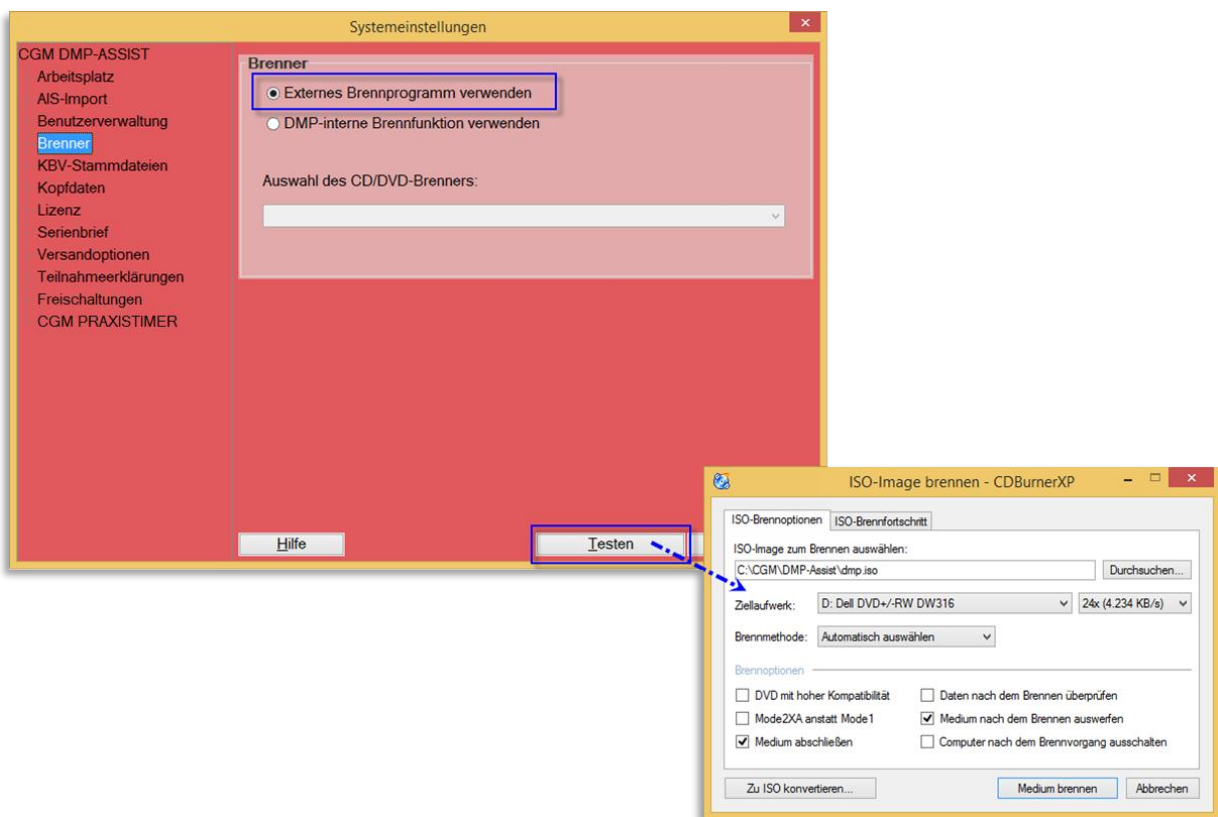 Systemeinstellungen
CGM DMP-ASSIST
Arbeitsplatz
AIS-Import
Benutzerverwaltung
Brenner
KBV-Stammdateien
Kopfdaten
Lizenz
Serienbrief
Versandoptionen
Teilnahmeerklärungen
Freischaltungen
CGM PRAXISTIMER
Brenner
Externes Brennprogramm verwenden
DMP-interne Brennfunktion verwenden
Auswahl des CD/DVD-Brenners:
Hilfe
Testen
ISO-Image brennen - CDBurnerXP
ISO-Brennoptionen ISO-Brennfortschritt
ISO-Image zum Brennen auswählen:
C:\CGM\DMP-Assist\dmp.iso Durchsuchen...
Ziellaufwerk: D: Dell DVD+/-RW DW316 24x (4.234 KB/s)
Brennmethode: Automatisch auswählen
Brennoptionen
DVD mit hoher Kompatibilität Daten nach dem Brennen überprüfen
Mode2XA anstatt Mode1 Medium nach dem Brennen auswerfen
Medium abschließen Computer nach dem Brennvorgang ausschalten
Zu ISO konvertieren... Medium brennen Abbrechen